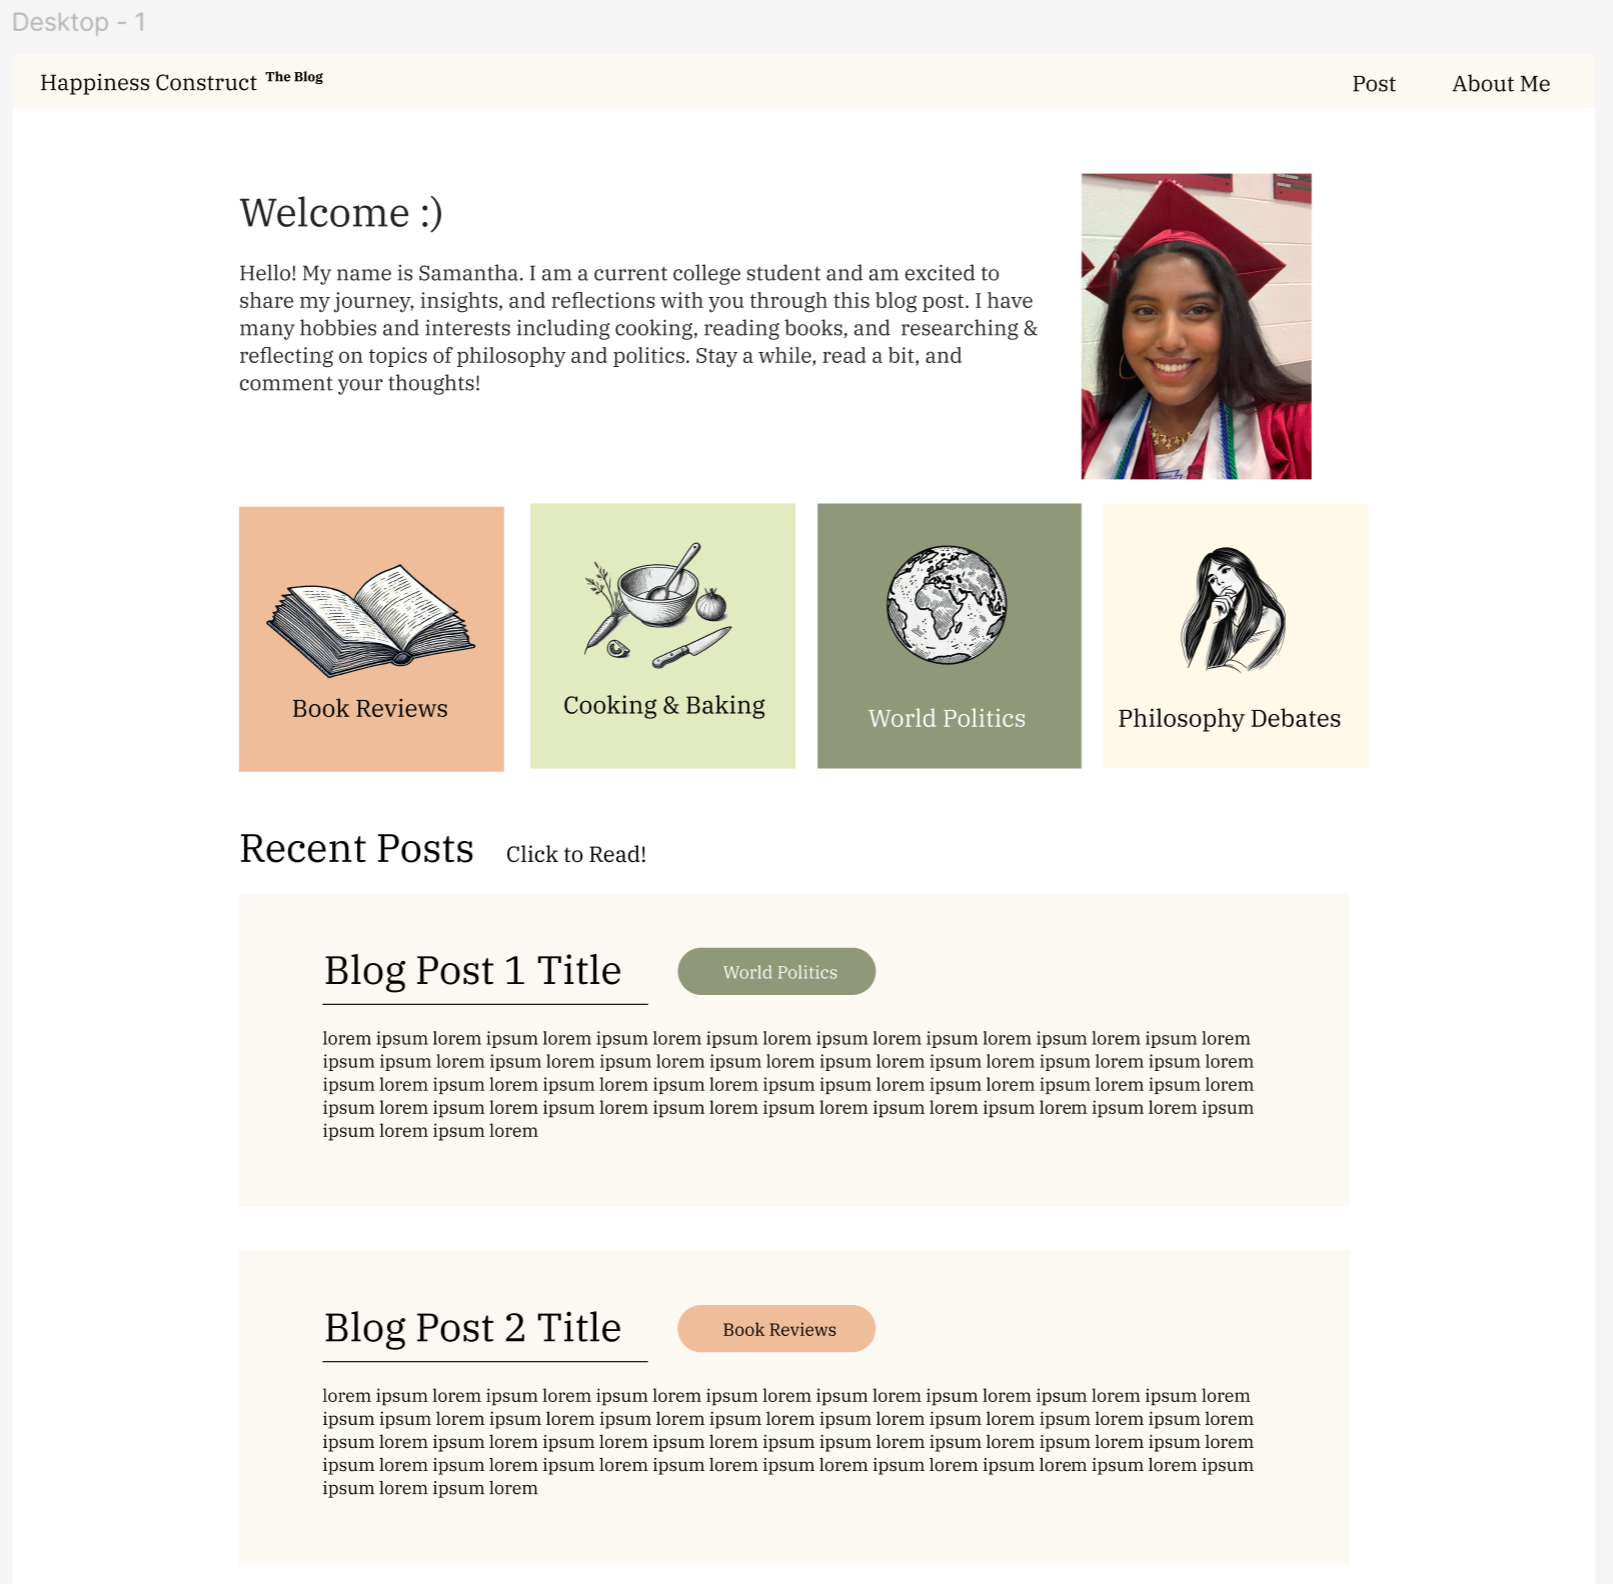 Desktop - 1
Happiness Construct The Blog
Post About Me
Welcome :)
Hello! My name is Samantha. I am a current college student and am excited to
share my journey, insights, and reflections with you through this blog post. I have
many hobbies and interests including cooking, reading books, and  researching &
reflecting on topics of philosophy and politics. Stay a while, read a bit, and
comment your thoughts!
Book Reviews
Cooking & Baking
World Politics
Philosophy Debates
Recent Posts Click to Read!
Blog Post 1 Title
World Politics
lorem ipsum lorem ipsum lorem ipsum lorem ipsum lorem ipsum lorem ipsum lorem ipsum lorem ipsum lorem
ipsum ipsum lorem ipsum lorem ipsum lorem ipsum lorem ipsum lorem ipsum lorem ipsum lorem ipsum lorem
ipsum lorem ipsum lorem ipsum lorem ipsum lorem ipsum ipsum lorem ipsum lorem ipsum lorem ipsum lorem
ipsum lorem ipsum lorem ipsum lorem ipsum lorem ipsum lorem ipsum lorem ipsum lorem ipsum lorem ipsum
ipsum lorem ipsum lorem
Blog Post 2 Title
Book Reviews
lorem ipsum lorem ipsum lorem ipsum lorem ipsum lorem ipsum lorem ipsum lorem ipsum lorem ipsum lorem
ipsum ipsum lorem ipsum lorem ipsum lorem ipsum lorem ipsum lorem ipsum lorem ipsum lorem ipsum lorem
ipsum lorem ipsum lorem ipsum lorem ipsum lorem ipsum ipsum lorem ipsum lorem ipsum lorem ipsum lorem
ipsum lorem ipsum lorem ipsum lorem ipsum lorem ipsum lorem ipsum lorem ipsum lorem ipsum lorem ipsum
ipsum lorem ipsum lorem